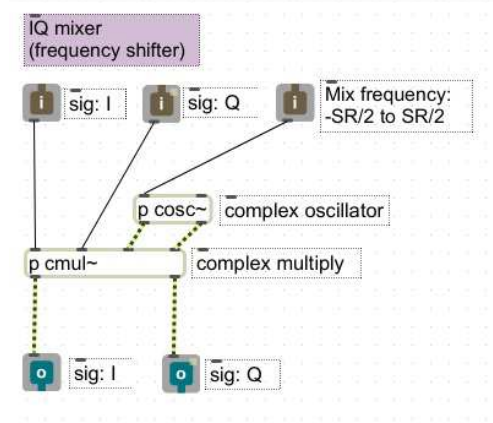 IQ mixer
(frequency shifter)
i
sig: I
i
sig: Q
i
Mix frequency:
-SR/2 to SR/2
p cosc~
complex oscillator
p cmul~
complex multiply
o
sig: I
o
sig: Q